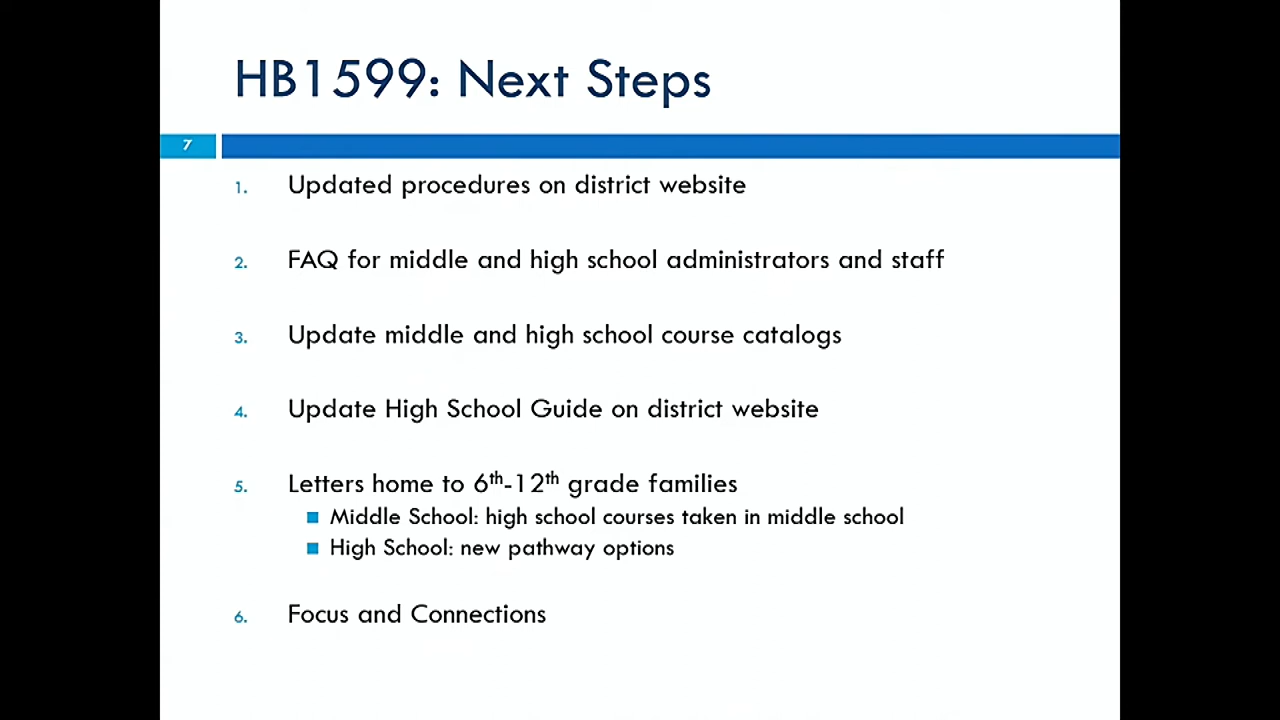 HB1599: Next Steps
7
1. Updated procedures on district website
2. FAQ for middle and high school administrators and staff
3. Update middle and high school course catalogs
4. Update High School Guide on district website
5. Letters home to 6th-12th grade families
Middle School: high school courses taken in middle school
High School: new pathway options
6. Focus and Connections